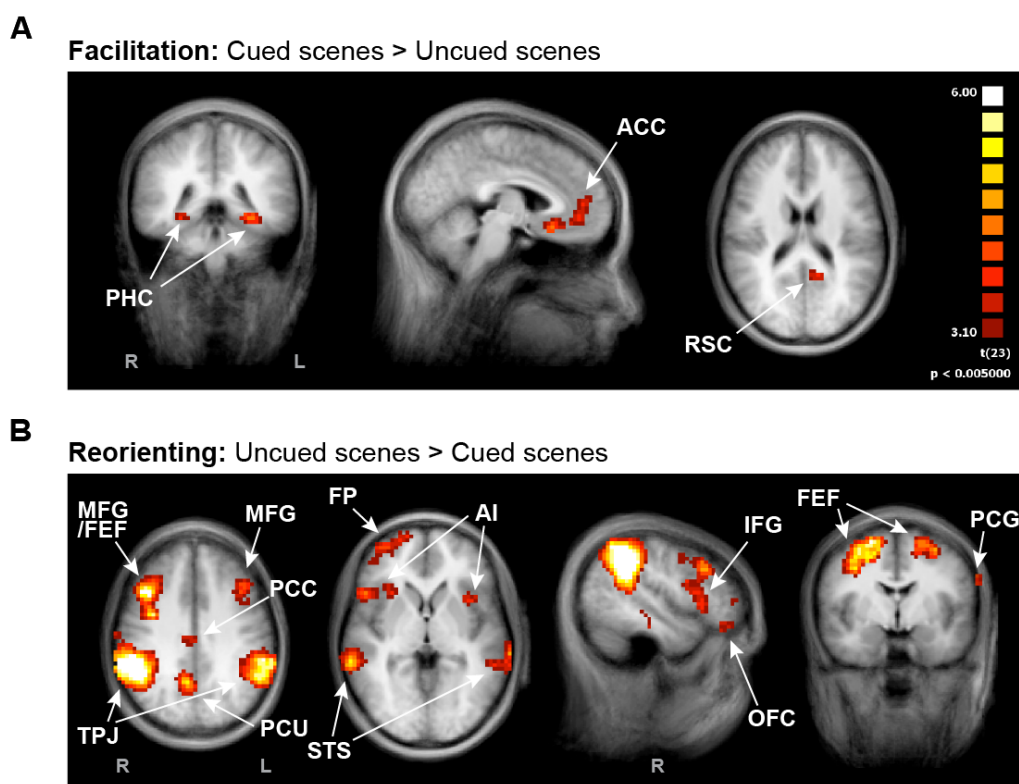 A
Facilitation: Cued scenes > Uncued scenes
ACC
6.00
PHC
RSC
3.10
R
L
t(23)
p < 0.005000
B
Reorienting: Uncued scenes > Cued scenes
MFG
/FEF
MFG
FP
AI
IFG
FEF
PCG
PCC
TPJ
PCU
STS
OFC
R
L
R